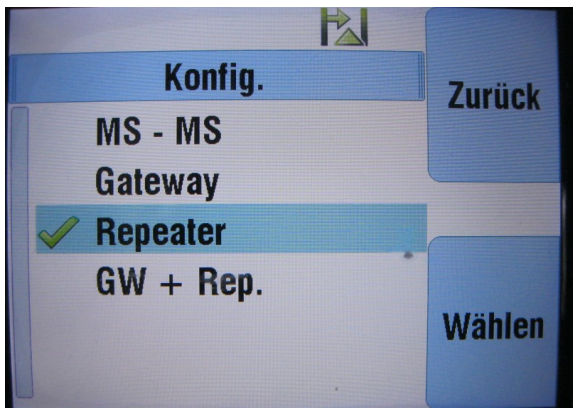 Konfig.
Zurück
MS - MS
Gateway
Repeater
GW + Rep.
Wählen